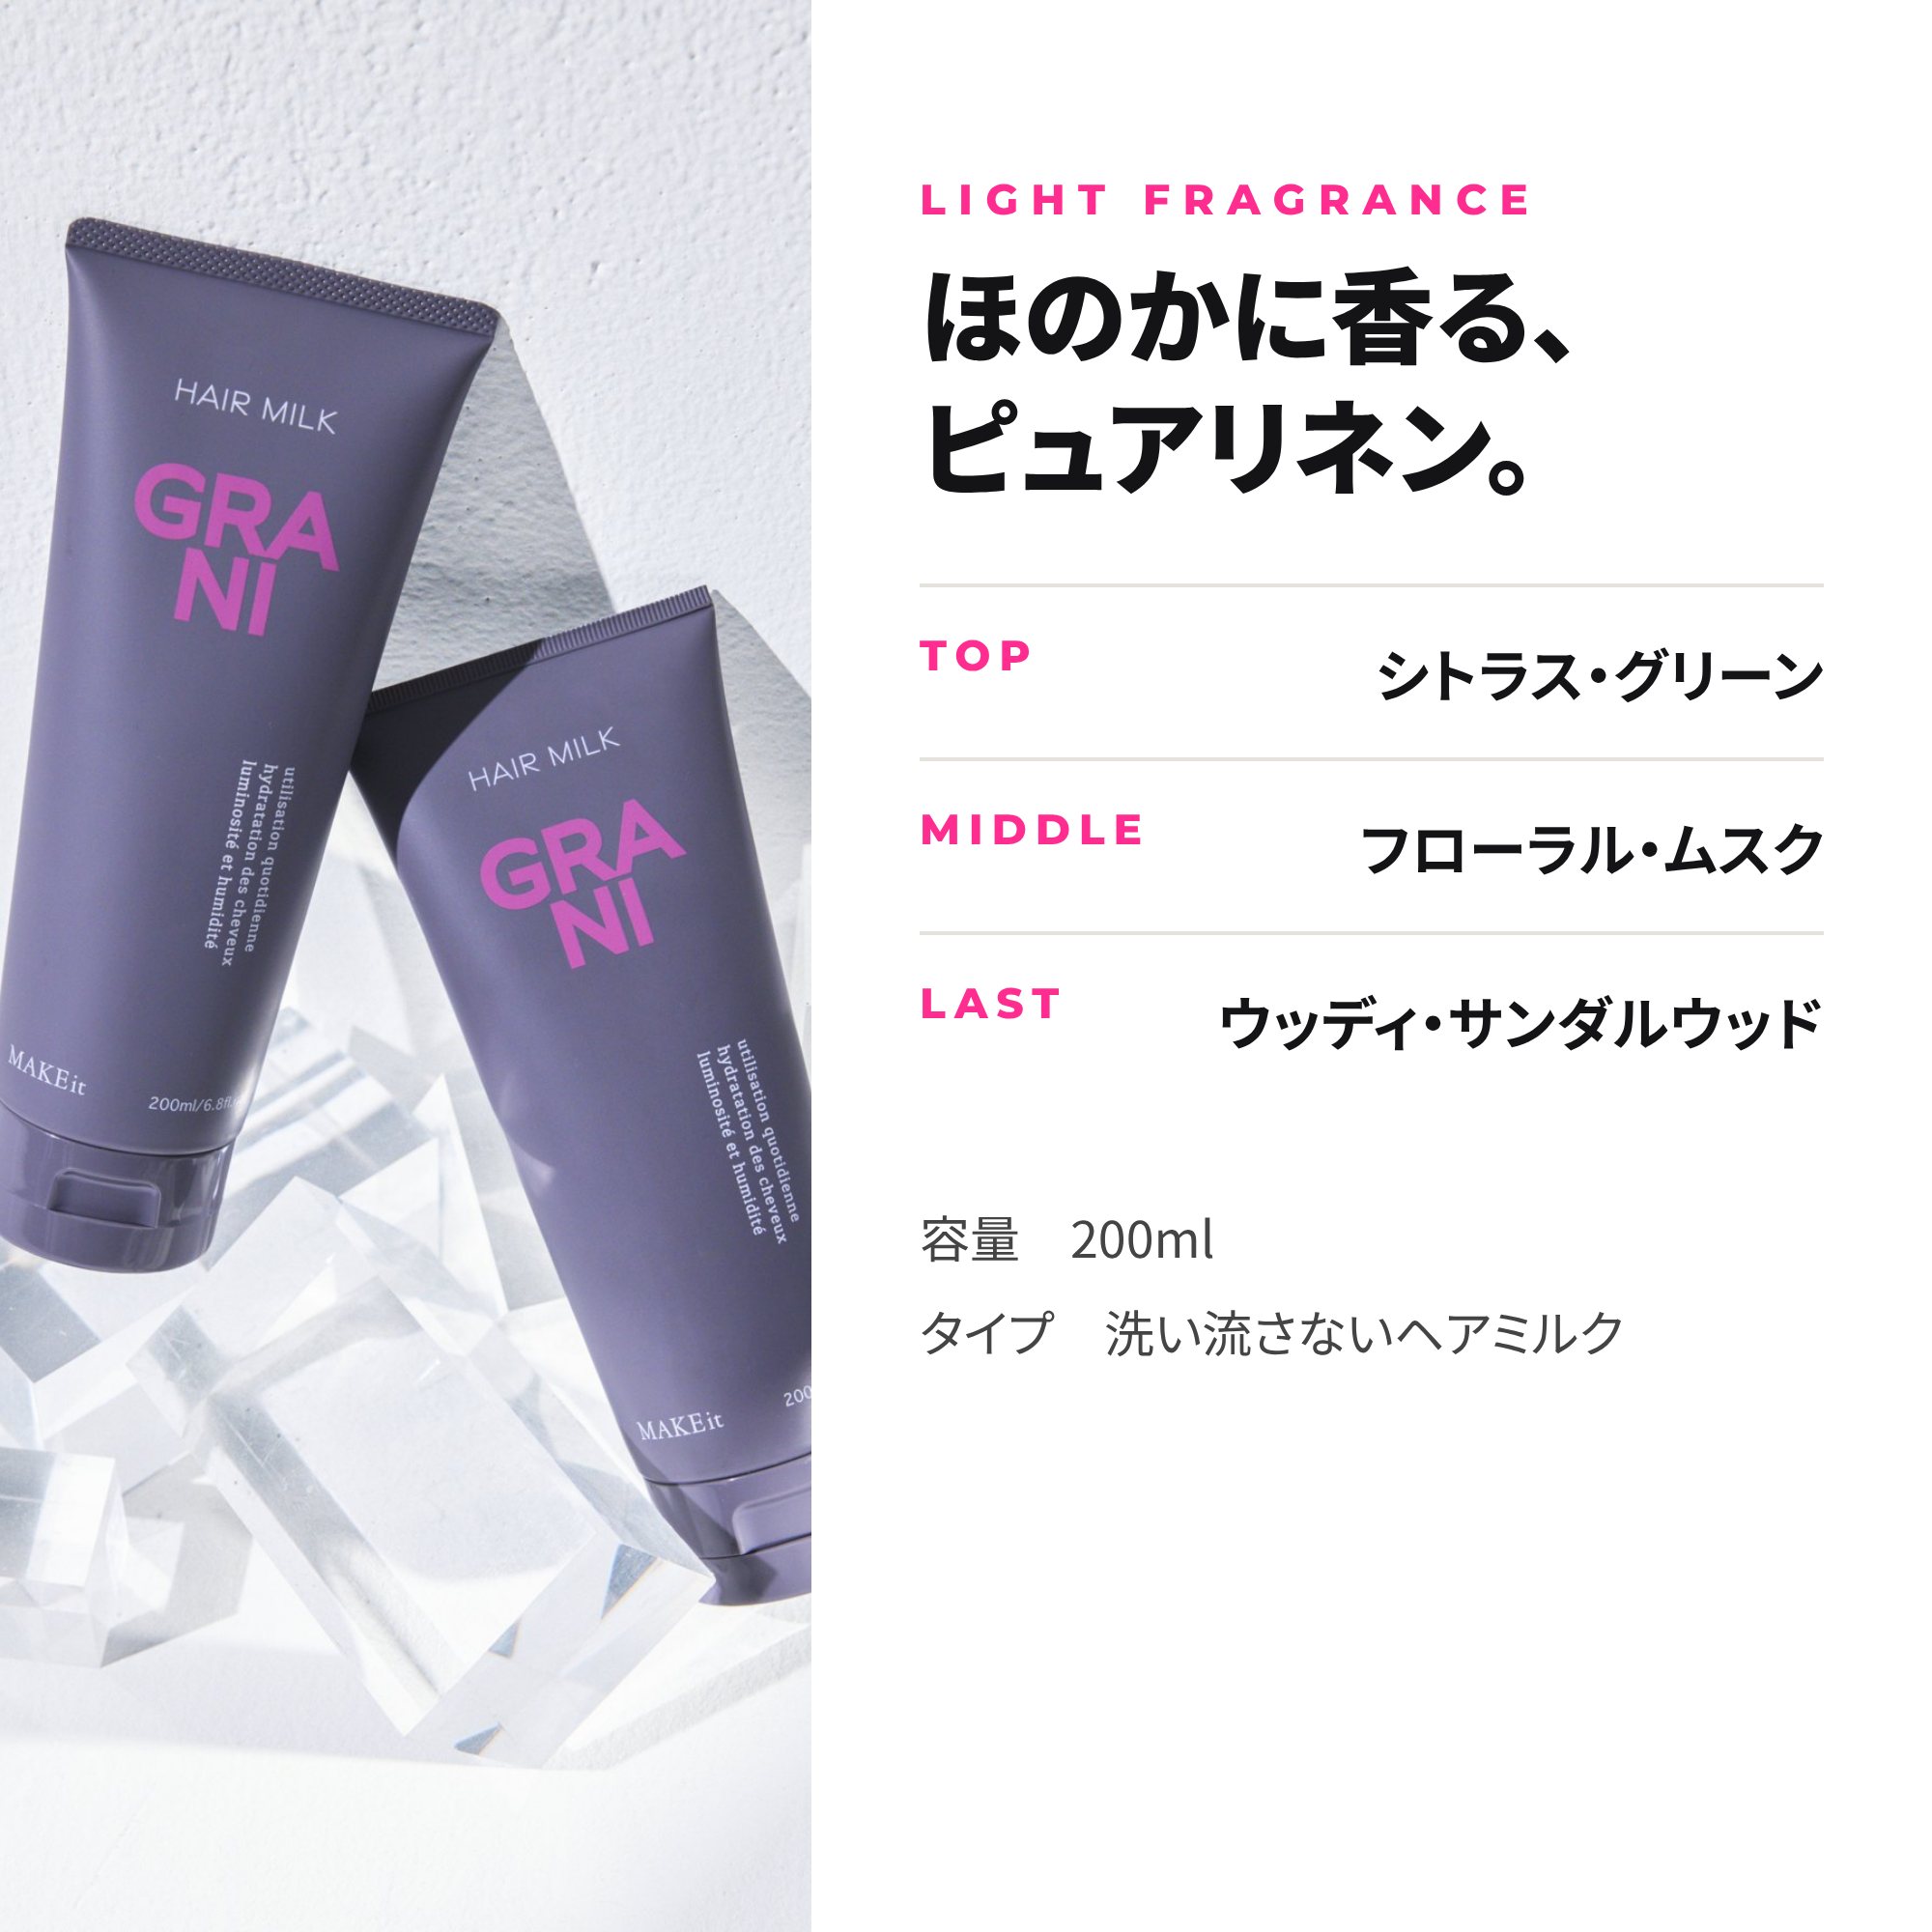 LIGHT FRAGRANCE
ほのかに香る、
ピュアリネン。
TOP
シトラス・グリーン
MIDDLE
フローラル・ムスク
LAST
ウッディ・サンダルウッド
容量　200ml
タイプ　洗い流さないヘアミルク
HAIR MILK
GRA
NI
utilisation quotidienne
hydratation des cheveux
luminosité et humidité
MAKEit
200ml/6.8fl
HAIR MILK
GRA
NI
utilisation quotidienne
hydratation des cheveux
luminosité et humidité
MAKEit
200